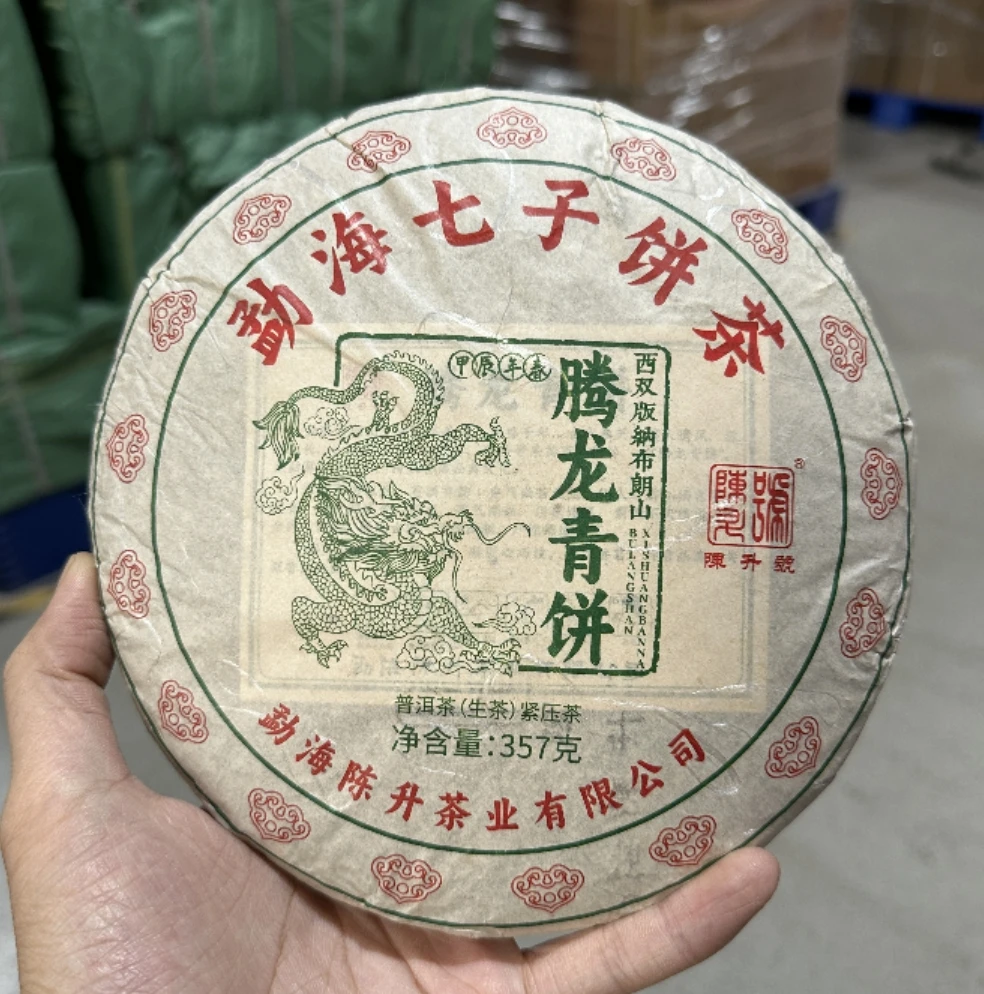 勐海七子饼茶
甲辰年春
腾龙青饼
西双版纳布朗山
XISHUANGBANNA
BULANGSHAN
陳升號
®
陳升號
普洱茶(生茶)紧压茶
净含量:357克
勐海陈升茶业有限公司